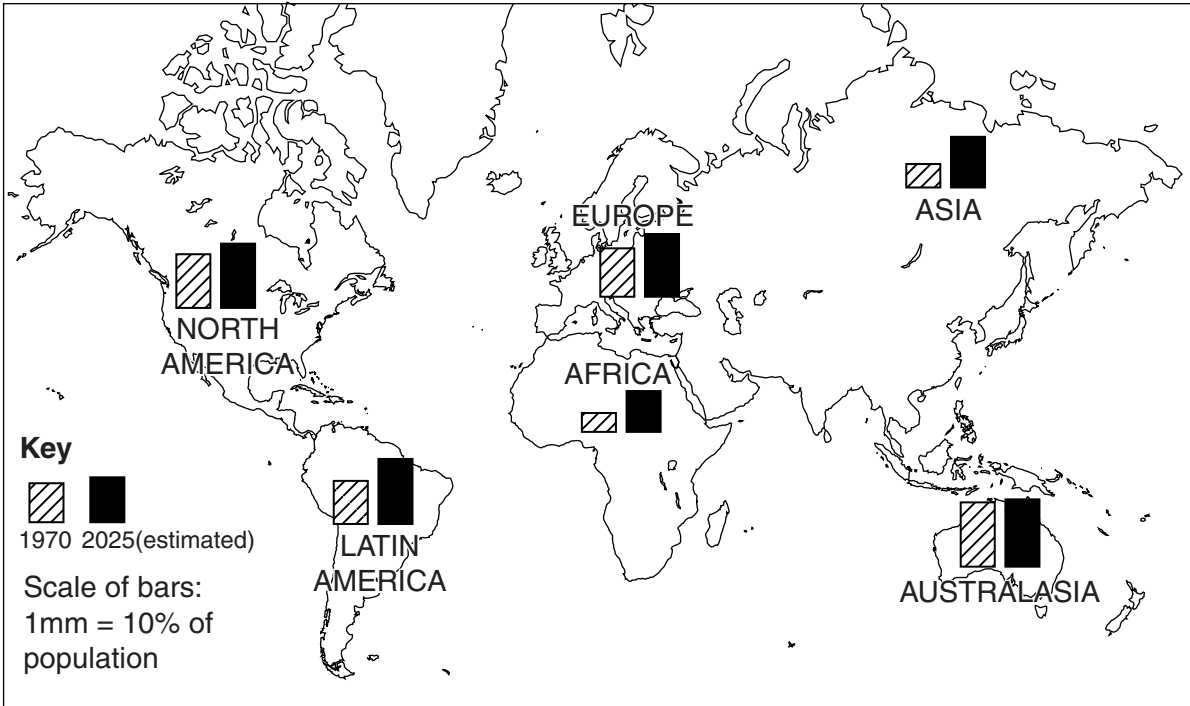 ASIA
EUROPE
NORTH
AMERICA
AFRICA
Key
1970 2025(estimated)
Scale of bars:
1mm = 10% of
population
LATIN
AMERICA
AUSTRALASIA